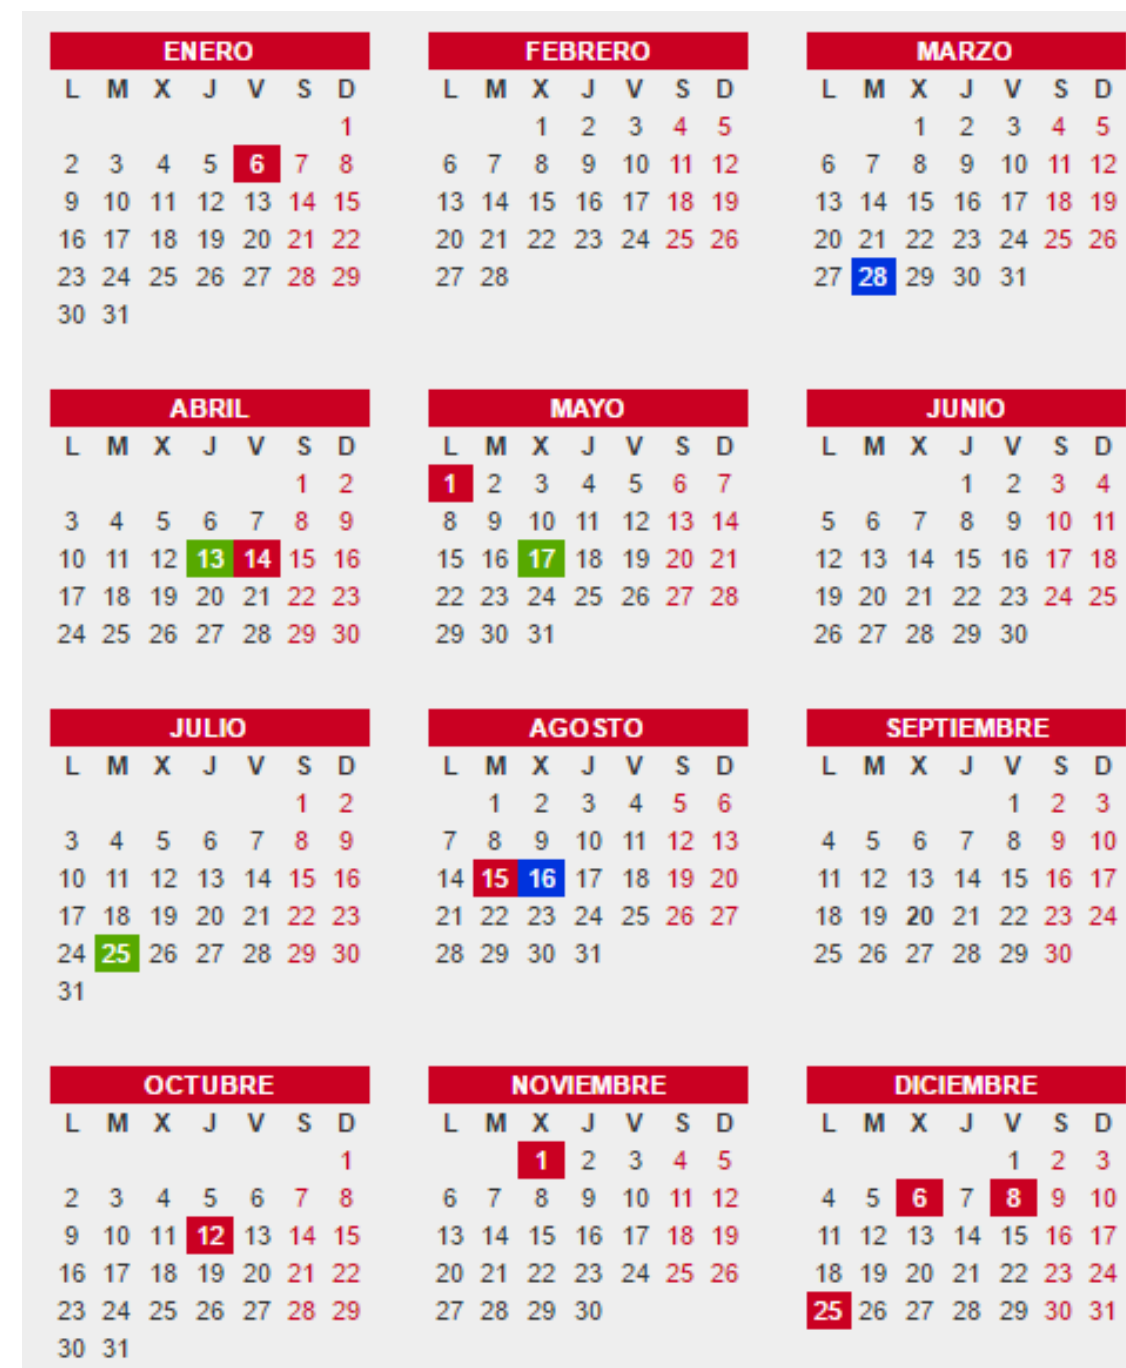 ENERO
L M X J V S D
1
2 3 4 5 6 7 8
9 10 11 12 13 14 15
16 17 18 19 20 21 22
23 24 25 26 27 28 29
30 31
FEBRERO
L M X J V S D
1 2 3 4 5
6 7 8 9 10 11 12
13 14 15 16 17 18 19
20 21 22 23 24 25 26
27 28
MARZO
L M X J V S D
1 2 3 4 5
6 7 8 9 10 11 12
13 14 15 16 17 18 19
20 21 22 23 24 25 26
27 28 29 30 31
ABRIL
L M X J V S D
1 2
3 4 5 6 7 8 9
10 11 12 13 14 15 16
17 18 19 20 21 22 23
24 25 26 27 28 29 30
MAYO
L M X J V S D
1 2 3 4 5 6 7
8 9 10 11 12 13 14
15 16 17 18 19 20 21
22 23 24 25 26 27 28
29 30 31
JUNIO
L M X J V S D
1 2 3 4
5 6 7 8 9 10 11
12 13 14 15 16 17 18
19 20 21 22 23 24 25
26 27 28 29 30
JULIO
L M X J V S D
1 2
3 4 5 6 7 8 9
10 11 12 13 14 15 16
17 18 19 20 21 22 23
24 25 26 27 28 29 30
31
AGOSTO
L M X J V S D
1 2 3 4 5 6
7 8 9 10 11 12 13
14 15 16 17 18 19 20
21 22 23 24 25 26 27
28 29 30 31
SEPTIEMBRE
L M X J V S D
1 2 3
4 5 6 7 8 9 10
11 12 13 14 15 16 17
18 19 20 21 22 23 24
25 26 27 28 29 30
OCTUBRE
L M X J V S D
1
2 3 4 5 6 7 8
9 10 11 12 13 14 15
16 17 18 19 20 21 22
23 24 25 26 27 28 29
30 31
NOVIEMBRE
L M X J V S D
1 2 3 4 5
6 7 8 9 10 11 12
13 14 15 16 17 18 19
20 21 22 23 24 25 26
27 28 29 30
DICIEMBRE
L M X J V S D
1 2 3
4 5 6 7 8 9 10
11 12 13 14 15 16 17
18 19 20 21 22 23 24
25 26 27 28 29 30 31